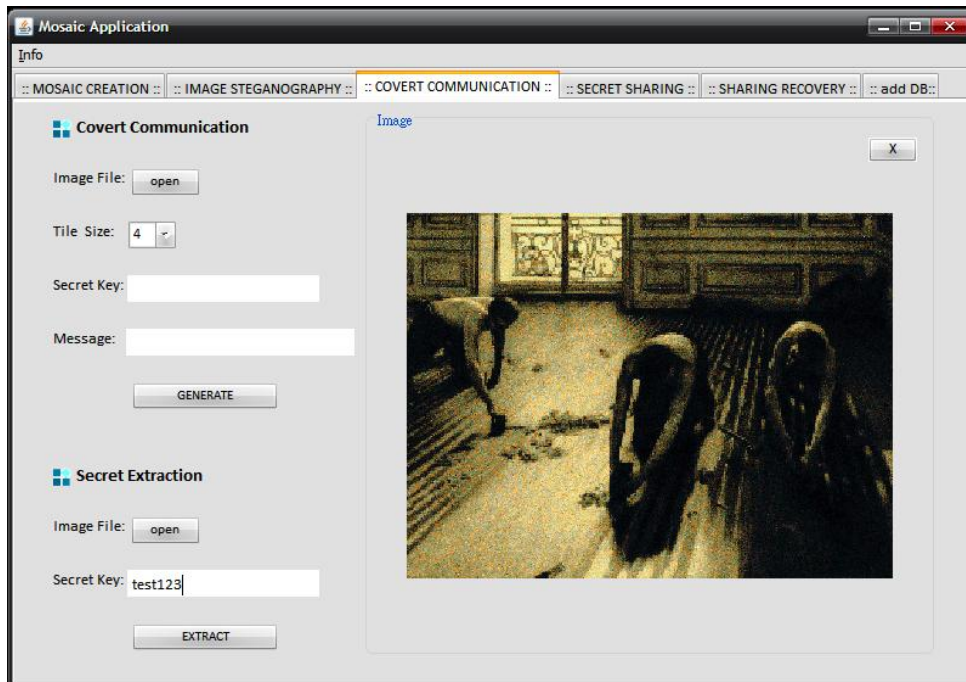 Mosaic Application
Info
:: MOSAIC CREATION :: :: IMAGE STEGANOGRAPHY :: :: COVERT COMMUNICATION :: :: SECRET SHARING :: :: SHARING RECOVERY :: :: add DB::
Covert Communication
Image File: open
Tile Size: 4
Secret Key:
Message:
GENERATE
Secret Extraction
Image File: open
Secret Key: test123
EXTRACT
Image
X